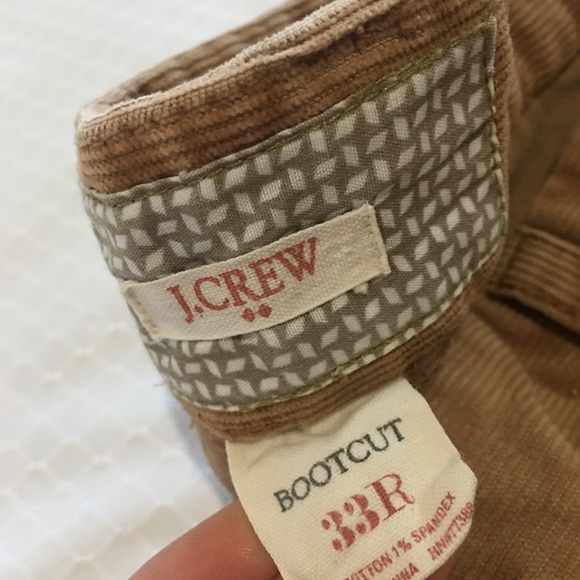 J.CREW
BOOTCUT
33R
COTTON 1% SPANDEX